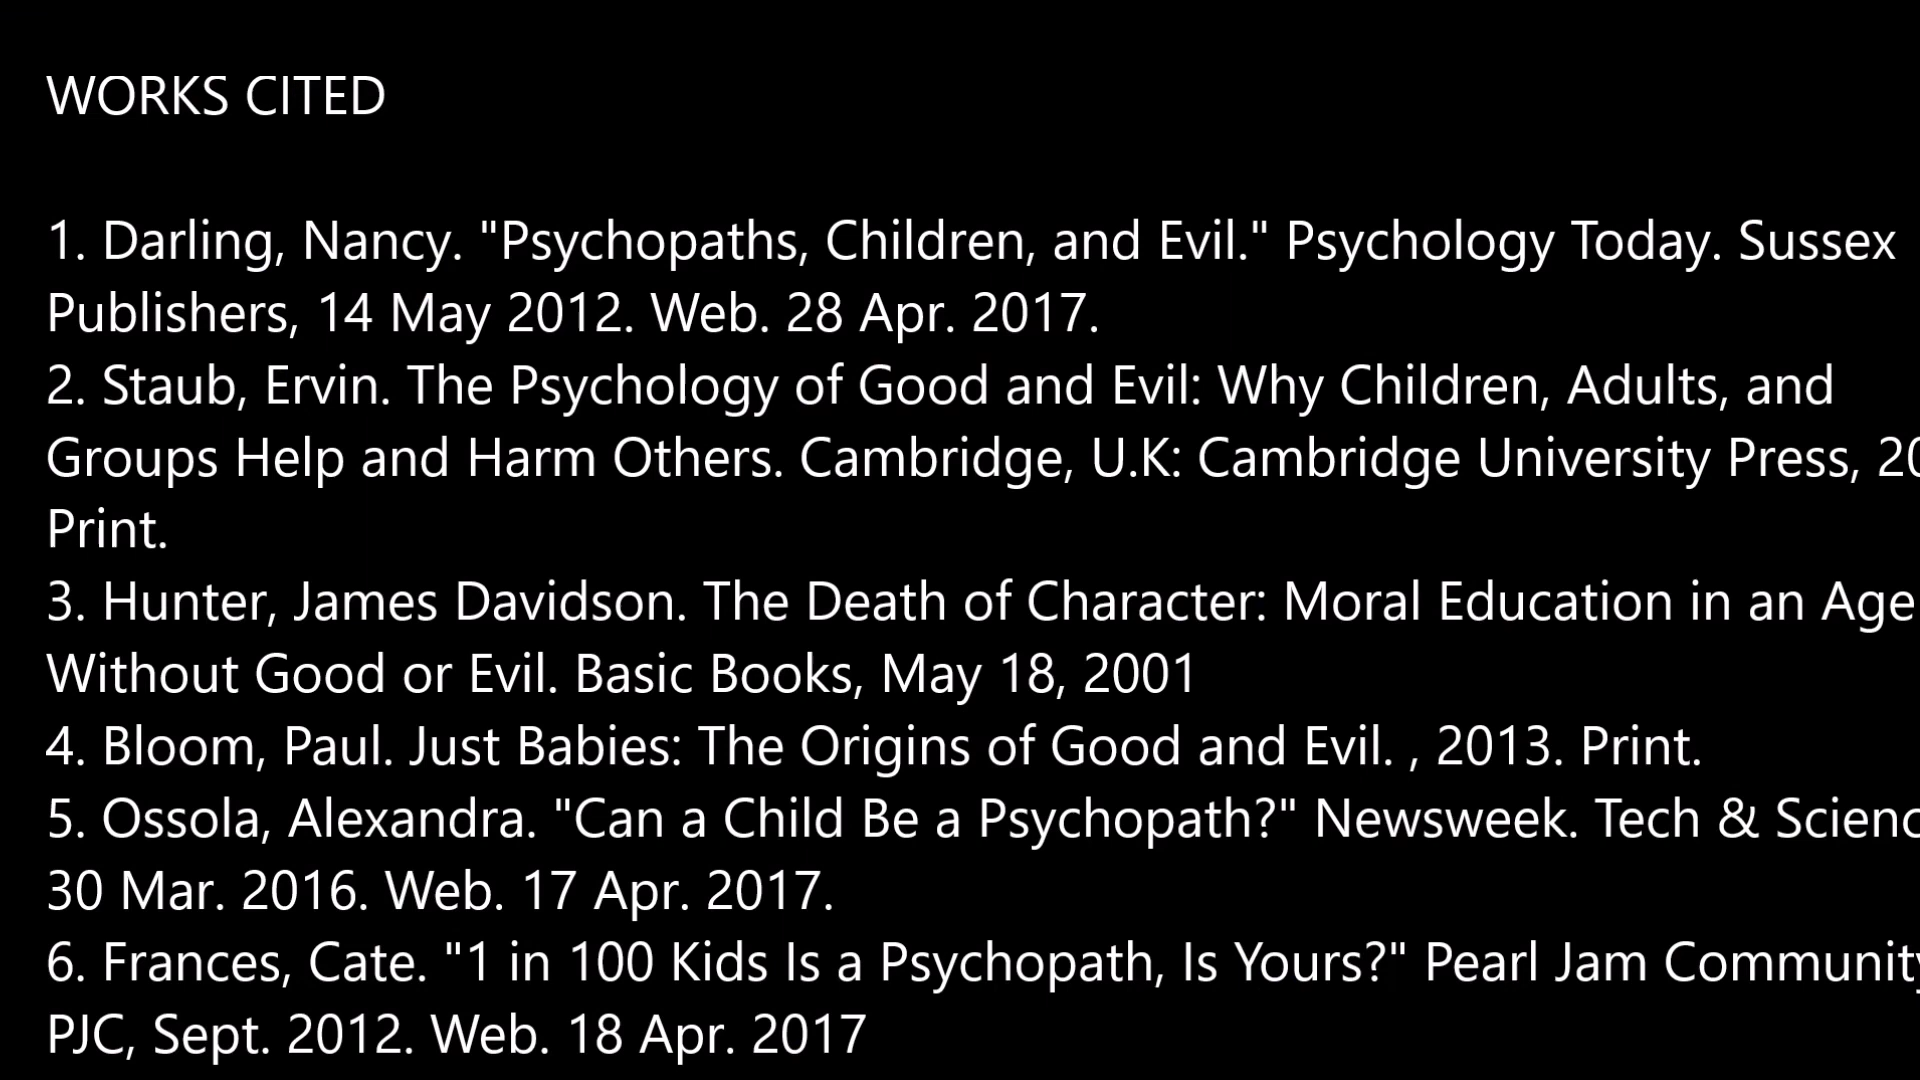 WORKS CITED
1. Darling, Nancy. "Psychopaths, Children, and Evil." Psychology Today. Sussex
Publishers, 14 May 2012. Web. 28 Apr. 2017.
2. Staub, Ervin. The Psychology of Good and Evil: Why Children, Adults, and
Groups Help and Harm Others. Cambridge, U.K: Cambridge University Press, 20
Print.
3. Hunter, James Davidson. The Death of Character: Moral Education in an Age
Without Good or Evil. Basic Books, May 18, 2001
4. Bloom, Paul. Just Babies: The Origins of Good and Evil. , 2013. Print.
5. Ossola, Alexandra. "Can a Child Be a Psychopath?" Newsweek. Tech & Scienc
30 Mar. 2016. Web. 17 Apr. 2017.
6. Frances, Cate. "1 in 100 Kids Is a Psychopath, Is Yours?" Pearl Jam Community
PJC, Sept. 2012. Web. 18 Apr. 2017